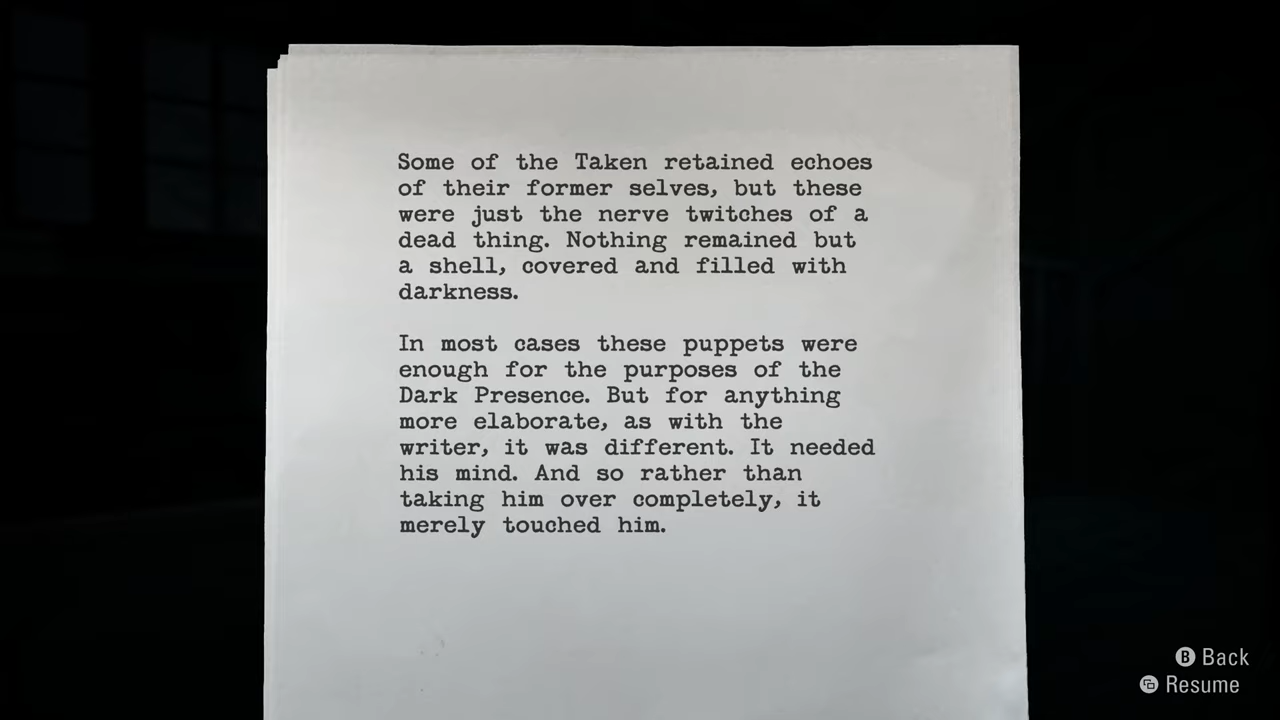 Some of the Taken retained echoes
of their former selves, but these
were just the nerve twitches of a
dead thing. Nothing remained but
a shell, covered and filled with
darkness.
In most cases these puppets were
enough for the purposes of the
Dark Presence. But for anything
more elaborate, as with the
writer, it was different. It needed
his mind. And so rather than
taking him over completely, it
merely touched him.
B Back
Resume